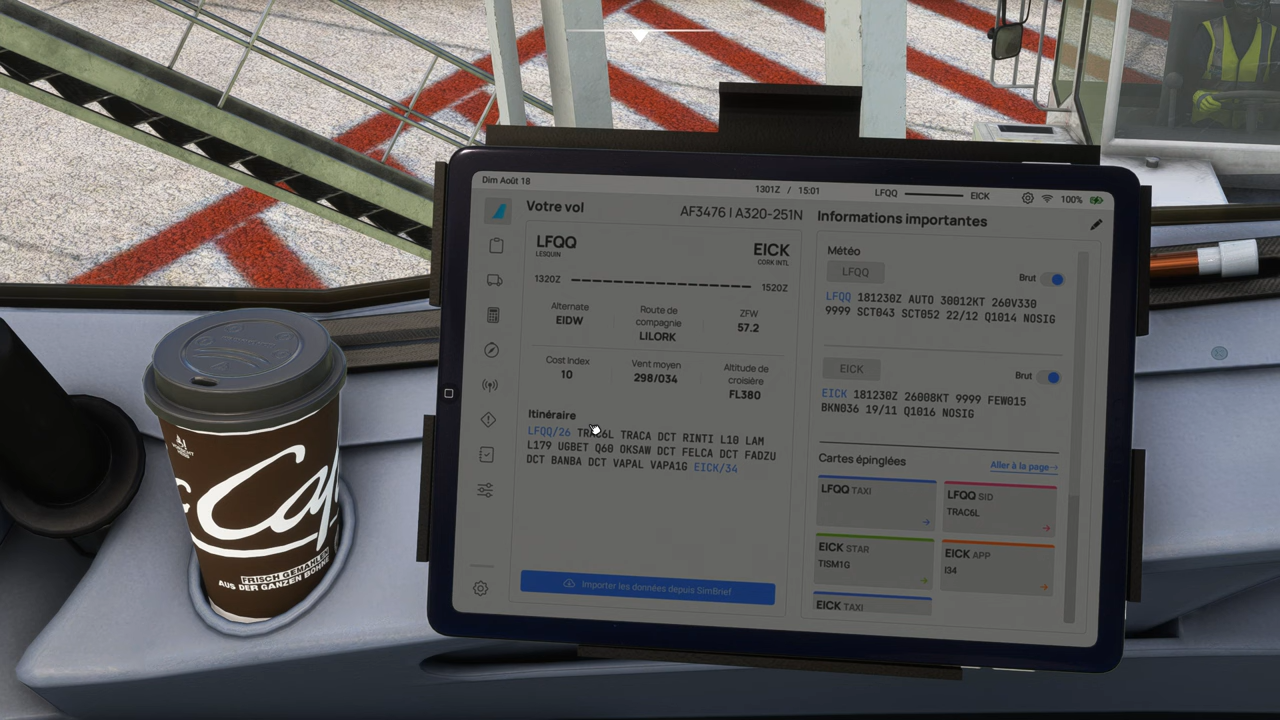 Dim Août 18
1301Z / 15:01
LFQQ
EICK
100%
Votre vol
AF3476 | A320-251N
LFQQ
EICK
LESQUIN
CORK INTL
1320Z
1520Z
Alternate
EIDW
Route de
compagnie
LILORK
ZFW
57.2
Cost Index
10
Vent moyen
298/034
Altitude de
croisière
FL380
Itinéraire
LFQQ/26 TRAC6L TRACA DCT RINTI L10 LAM
L179 UGBET Q60 OKSAW DCT FELCA DCT FADZU
DCT BANBA DCT VAPAL VAPA1G EICK/34
Importer les données depuis SimBrief
Informations importantes
Météo
LFQQ
Brut
LFQQ 181230Z AUTO 30012KT 260V330
9999 SCT043 SCT052 22/12 Q1014 NOSIG
EICK
Brut
EICK 181230Z 26008KT 9999 FEW015
BKN036 19/11 Q1016 NOSIG
Cartes épinglées
Aller à la page→
LFQQ TAXI
LFQQ SID
TRAC6L
EICK STAR
TISM1G
EICK APP
I34
EICK TAXI
FRISCH GEMAHLEN
AUS DER GANZEN BOHNE